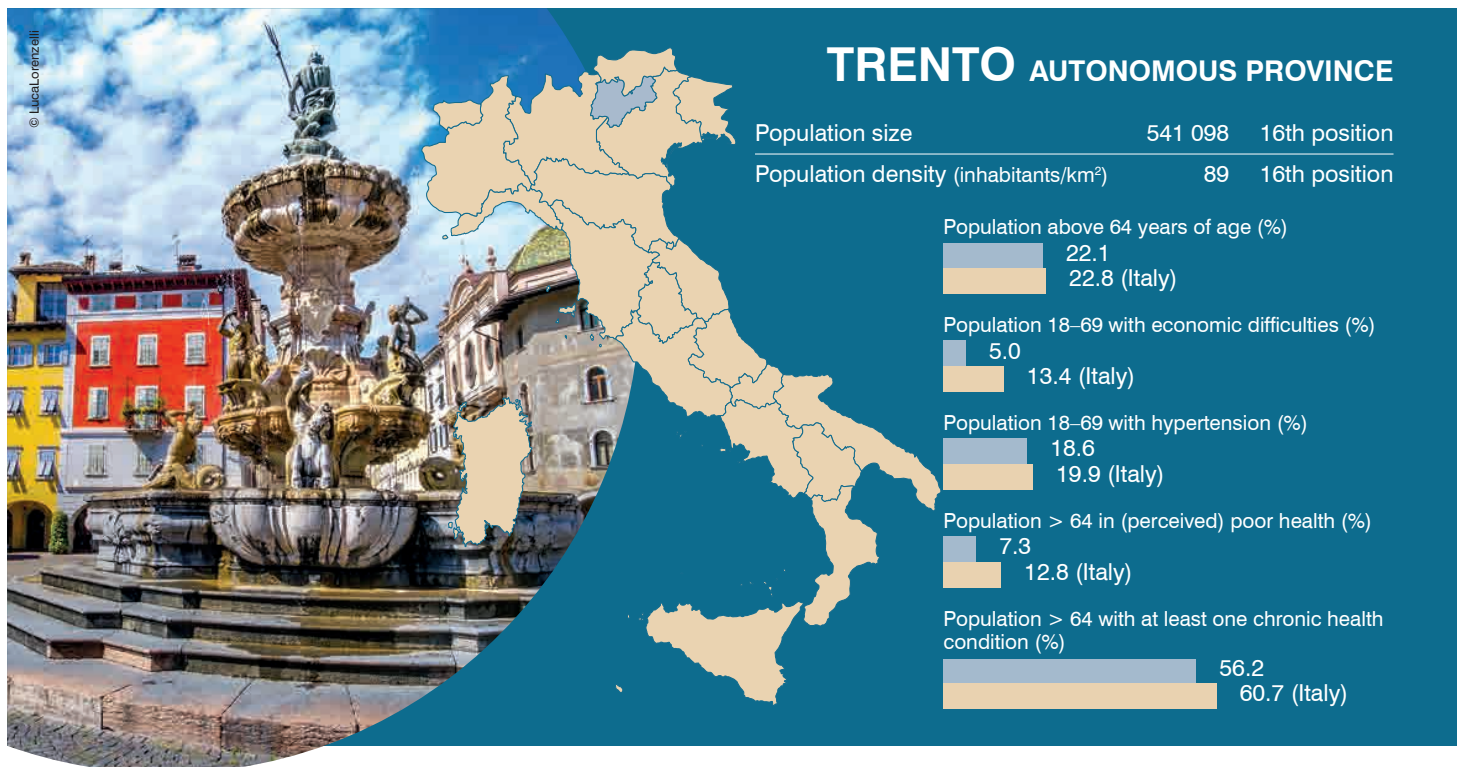 © LucaLorenzelli
TRENTO AUTONOMOUS PROVINCE
Population size 541 098 16th position
Population density (inhabitants/km²) 89 16th position
Population above 64 years of age (%)
22.1
22.8 (Italy)
Population 18–69 with economic difficulties (%)
5.0
13.4 (Italy)
Population 18–69 with hypertension (%)
18.6
19.9 (Italy)
Population > 64 in (perceived) poor health (%)
7.3
12.8 (Italy)
Population > 64 with at least one chronic health
condition (%)
56.2
60.7 (Italy)